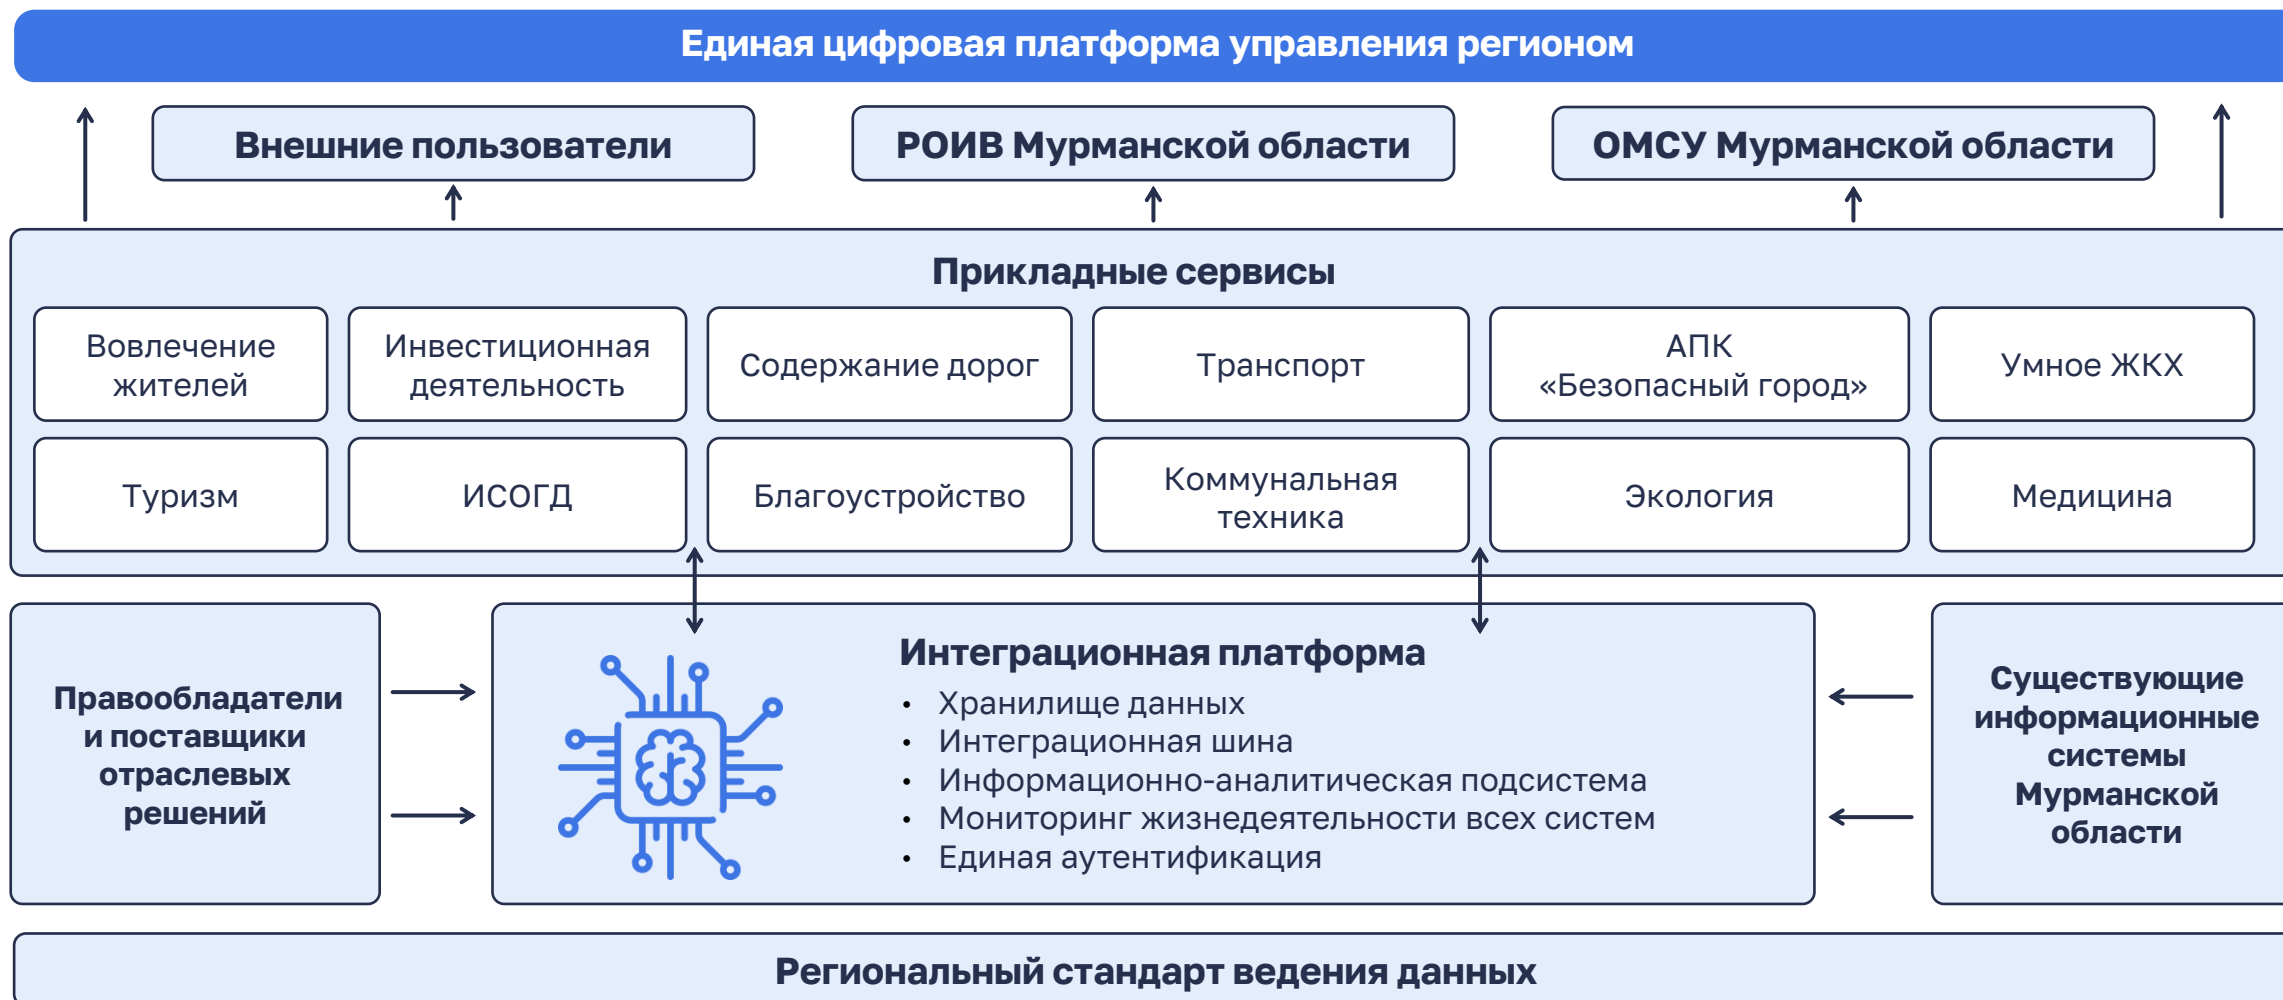 Единая цифровая платформа управления регионом
Внешние пользователи
РОИВ Мурманской области
ОМСУ Мурманской области
Прикладные сервисы
Вовлечение
жителей
Инвестиционная
деятельность
Содержание дорог
Транспорт
АПК
«Безопасный город»
Умное ЖКХ
Туризм
ИСОГД
Благоустройство
Коммунальная
техника
Экология
Медицина
Правообладатели
и поставщики
отраслевых
решений
Интеграционная платформа
• Хранилище данных
• Интеграционная шина
• Информационно-аналитическая подсистема
• Мониторинг жизнедеятельности всех систем
• Единая аутентификация
Существующие
информационные
системы
Мурманской
области
Региональный стандарт ведения данных